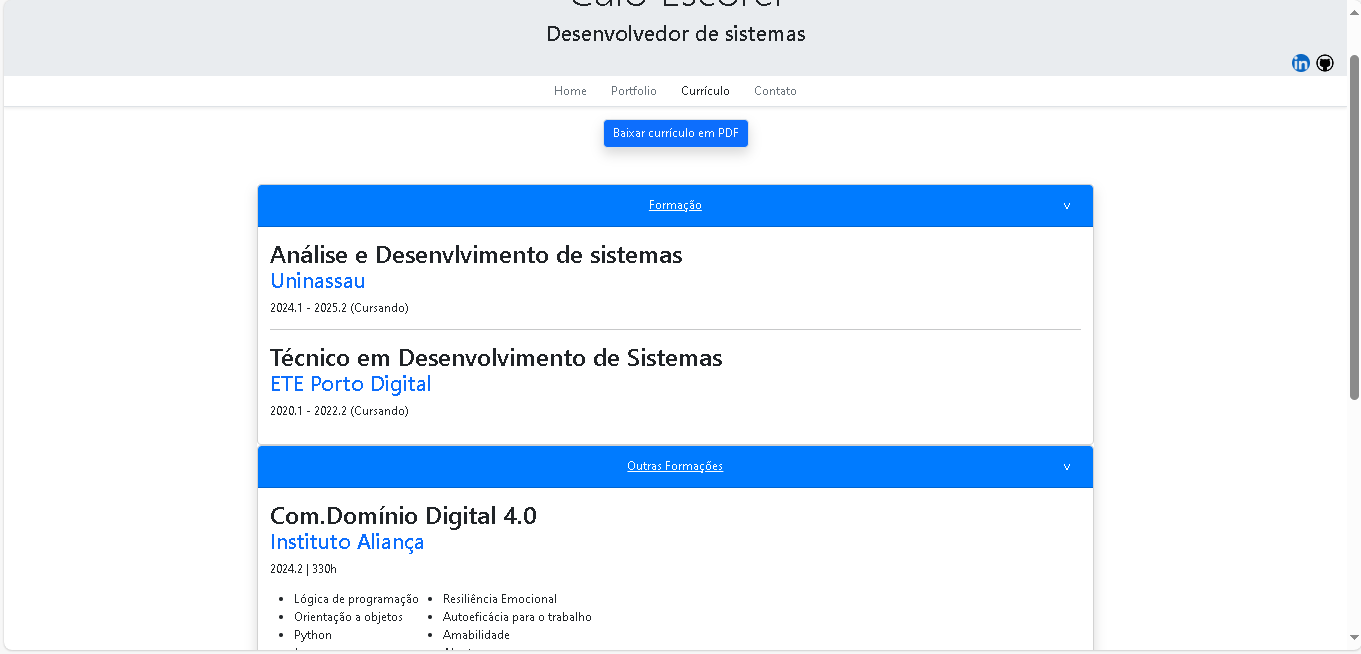 Desenvolvedor de sistemas
in
Home Portfolio Currículo Contato
Baixar currículo em PDF
Formação v
Análise e Desenvlvimento de sistemas
Uninassau
2024.1 - 2025.2 (Cursando)
Técnico em Desenvolvimento de Sistemas
ETE Porto Digital
2020.1 - 2022.2 (Cursando)
Outras Formações v
Com.Domínio Digital 4.0
Instituto Aliança
2024.2 | 330h
• Lógica de programação • Resiliência Emocional
• Orientação a objetos • Autoeficácia para o trabalho
• Python • Amabilidade